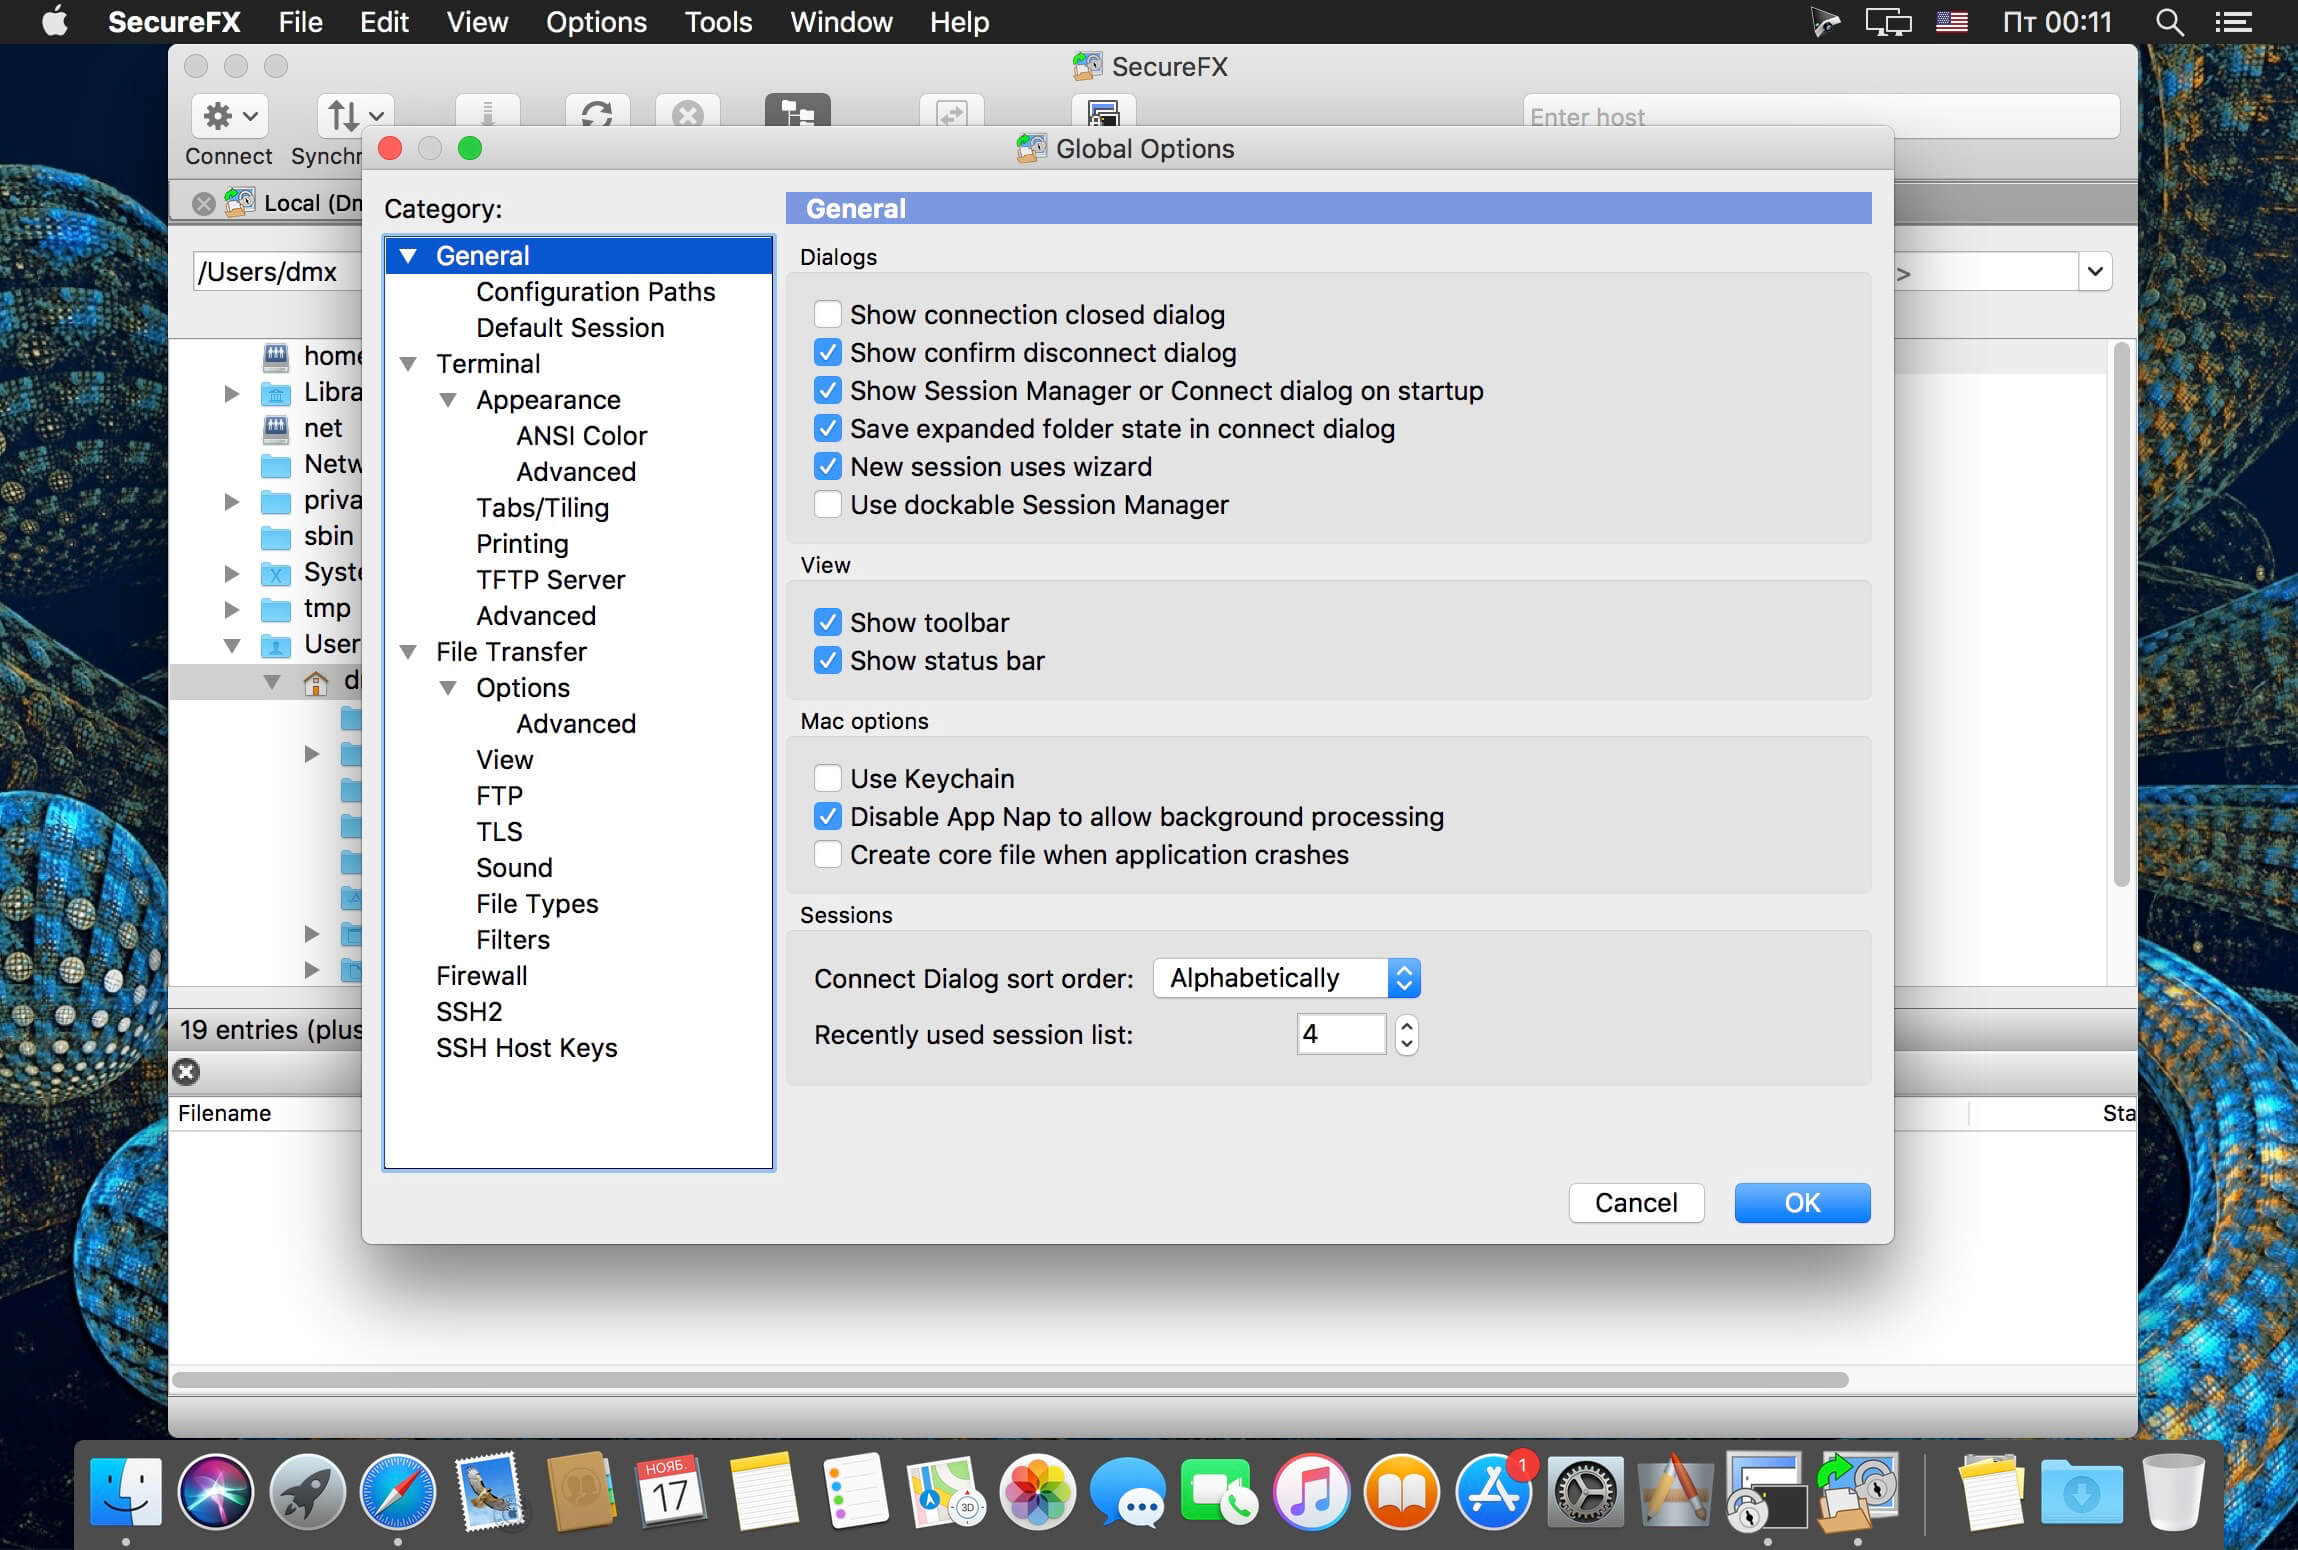 SecureFX File Edit View Options Tools Window Help Пт 00:11
SecureFX
Enter host
Connect Synchr
Global Options
Local (Dm
/Users/dmx
>
home
Libra
net
Netw
priva
sbin
Syste
tmp
User
d
19 entries (plus
Filename
Sta
Category:
General
Configuration Paths
Default Session
Terminal
Appearance
ANSI Color
Advanced
Tabs/Tiling
Printing
TFTP Server
Advanced
File Transfer
Options
Advanced
View
FTP
TLS
Sound
File Types
Filters
Firewall
SSH2
SSH Host Keys
General
Dialogs
Show connection closed dialog
Show confirm disconnect dialog
Show Session Manager or Connect dialog on startup
Save expanded folder state in connect dialog
New session uses wizard
Use dockable Session Manager
View
Show toolbar
Show status bar
Mac options
Use Keychain
Disable App Nap to allow background processing
Create core file when application crashes
Sessions
Connect Dialog sort order: Alphabetically
Recently used session list: 4
Cancel OK
НОЯБ.
17
3D
1